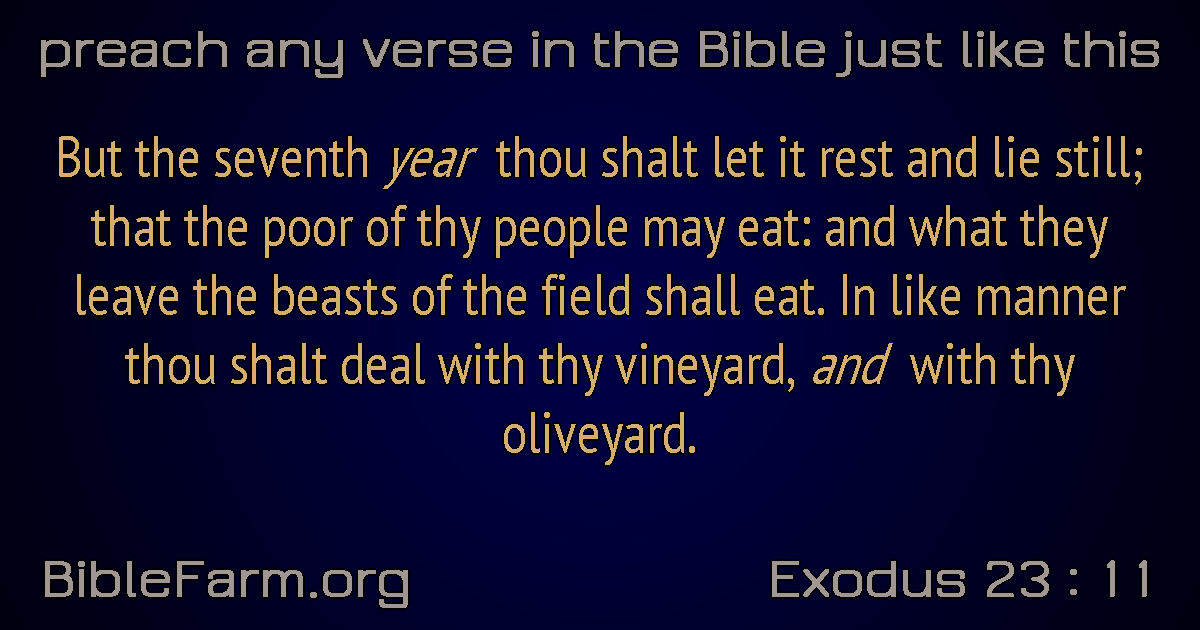 preach any verse in the Bible just like this
But the seventh year thou shalt let it rest and lie still;
that the poor of thy people may eat: and what they
leave the beasts of the field shall eat. In like manner
thou shalt deal with thy vineyard, and with thy
oliveyard.
BibleFarm.org
Exodus 23 : 11